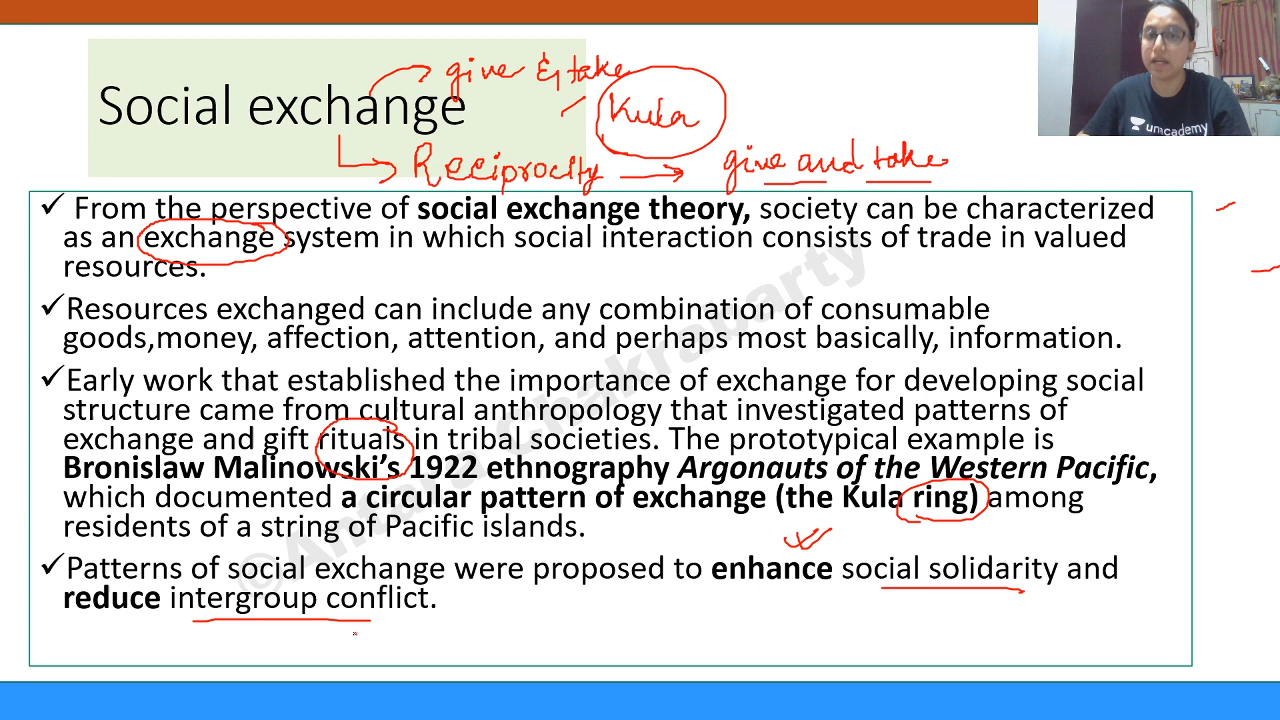 Social exchange
give & take
Kula
Reciprocity → give and take
unacademy
✓ From the perspective of social exchange theory, society can be characterized
as an exchange system in which social interaction consists of trade in valued
resources.
✓Resources exchanged can include any combination of consumable
goods,money, affection, attention, and perhaps most basically, information.
✓Early work that established the importance of exchange for developing social
structure came from cultural anthropology that investigated patterns of
exchange and gift rituals in tribal societies. The prototypical example is
Bronislaw Malinowski's 1922 ethnography Argonauts of the Western Pacific,
which documented a circular pattern of exchange (the Kula ring) among
residents of a string of Pacific islands.
✓Patterns of social exchange were proposed to enhance social solidarity and
reduce intergroup conflict.
©Antara Chakrabarty